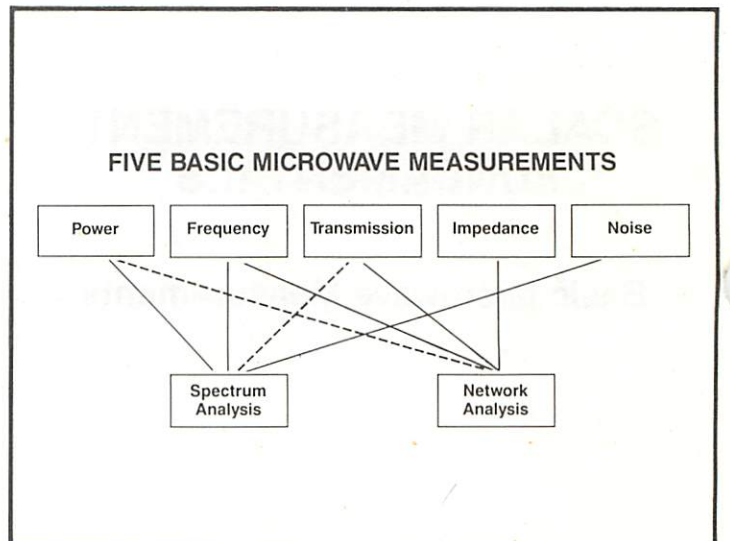 FIVE BASIC MICROWAVE MEASUREMENTS
Power
Frequency
Transmission
Impedance
Noise
Spectrum
Analysis
Network
Analysis